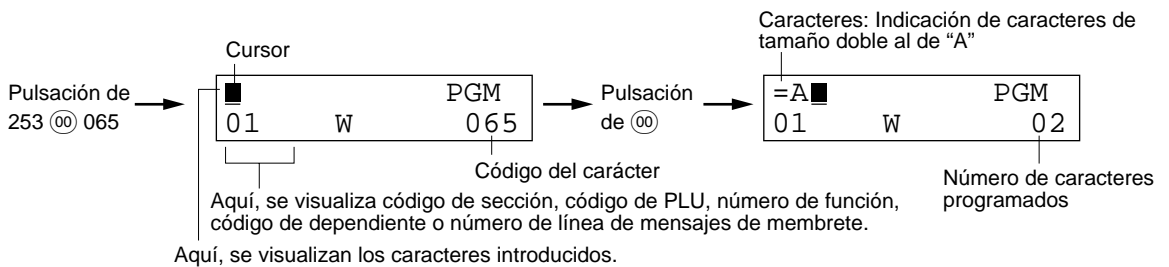 Caracteres: Indicación de caracteres de
tamaño doble al de “A”
Cursor
Pulsación de
253 00 065
PGM
01 W 065
Pulsación
de 00
=A PGM
01 W 02
Código del carácter
Número de caracteres
programados
Aquí, se visualiza código de sección, código de PLU, número de función,
código de dependiente o número de línea de mensajes de membrete.
Aquí, se visualizan los caracteres introducidos.